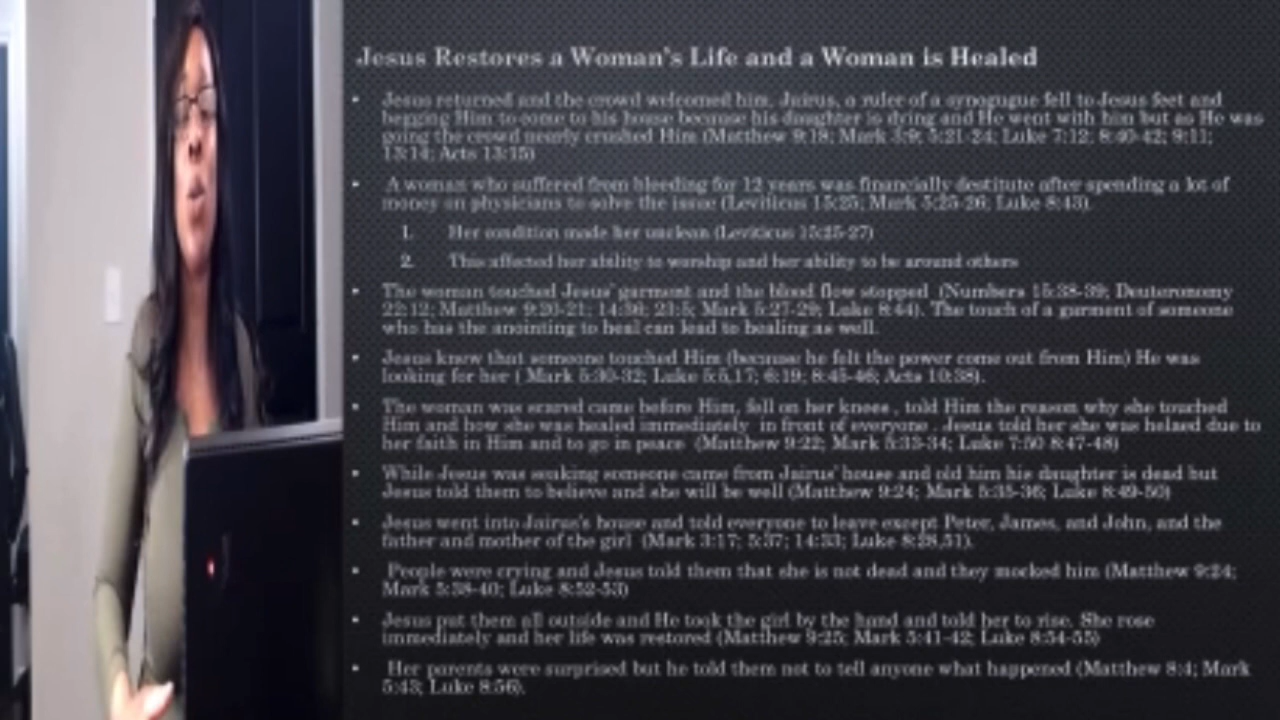 Jesus Restores a Woman's Life and a Woman is Healed
• Jesus returned and the crowd welcomed him. Jairus, a ruler of a synogogue fell to Jesus feet and
begging Him to come to his house because his daughter is dying and He went with him but as He was
going the crowd nearly crushed Him (Matthew 9:18; Mark 3:9; 5:21-24; Luke 7:12; 8:40-42; 9:11;
13:14; Acts 13:15)
• A woman who suffered from bleeding for 12 years was financially destitute after spending a lot of
money on physicians to solve the issue (Leviticus 15:25; Mark 5:25-26; Luke 8:43).
1. Her condition made her unclean (Leviticus 15:25-27)
2. This affected her ability to worship and her ability to be around others
• The woman touched Jesus' garment and the blood flow stopped (Numbers 15:38-39; Deuteronomy
22:12; Matthew 9:20-21; 14:36; 23:5; Mark 5:27-29; Luke 8:44). The touch of a garment of someone
who has the anointing to heal can lead to healing as well.
• Jesus knew that someone touched Him (because he felt the power come out from Him) He was
looking for her ( Mark 5:30-32; Luke 5:5,17; 6:19; 8:45-46; Acts 10:38).
• The woman was scared came before Him, fell on her knees , told Him the reason why she touched
Him and how she was healed immediately in front of everyone . Jesus told her she was helaed due to
her faith in Him and to go in peace (Matthew 9:22; Mark 5:33-34; Luke 7:50 8:47-48)
• While Jesus was soaking someone came from Jairus' house and old him his daughter is dead but
Jesus told them to believe and she will be well (Matthew 9:24; Mark 5:35-36; Luke 8:49-50)
• Jesus went into Jairus's house and told everyone to leave except Peter, James, and John, and the
father and mother of the girl (Mark 3:17; 5:37; 14:33; Luke 8:28,51).
• People were crying and Jesus told them that she is not dead and they mocked him (Matthew 9:24;
Mark 5:38-40; Luke 8:52-53)
• Jesus put them all outside and He took the girl by the hand and told her to rise. She rose
immediately and her life was restored (Matthew 9:25; Mark 5:41-42; Luke 8:54-55)
• Her parents were surprised but he told them not to tell anyone what happened (Matthew 8:4; Mark
5:43; Luke 8:56).